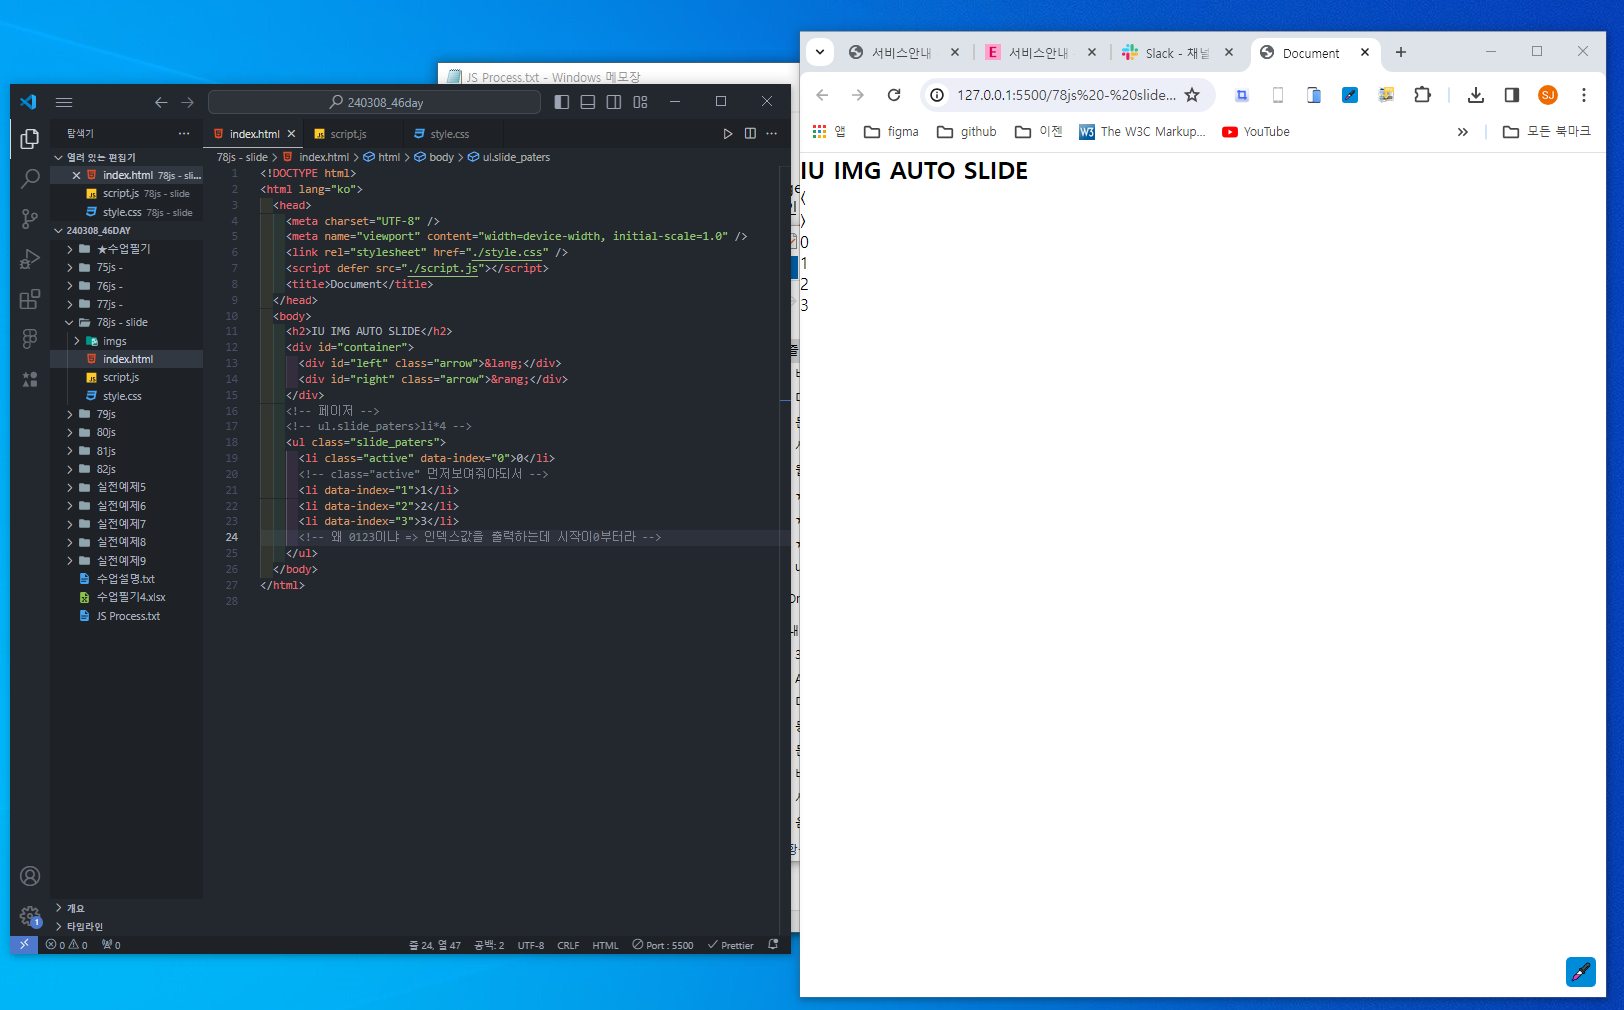 JS Process.txt - Windows 메모장
240308_46day
탐색기
index.html
script.js
style.css
78js - slide > index.html > html > body > ul.slide_paters
열려 있는 편집기
index.html 78js - sli...
script.js 78js - slide
style.css 78js - slide
240308_46DAY
★수업필기
75js -
76js -
77js -
78js - slide
imgs
index.html
script.js
style.css
79js
80js
81js
82js
실전예제5
실전예제6
실전예제7
실전예제8
실전예제9
수업설명.txt
수업필기4.xlsx
JS Process.txt
개요
타임라인
1 <!DOCTYPE html>
2 <html lang="ko">
3 <head>
4 <meta charset="UTF-8" />
5 <meta name="viewport" content="width=device-width, initial-scale=1.0" />
6 <link rel="stylesheet" href="./style.css" />
7 <script defer src="./script.js"></script>
8 <title>Document</title>
9 </head>
10 <body>
11 <h2>IU IMG AUTO SLIDE</h2>
12 <div id="container">
13 <div id="left" class="arrow">&lang;</div>
14 <div id="right" class="arrow">&rang;</div>
15 </div>
16 <!-- 페이저 -->
17 <!-- ul.slide_paters>li*4 -->
18 <ul class="slide_paters">
19 <li class="active" data-index="0">0</li>
20 <!-- class="active" 먼저보여줘야되서 -->
21 <li data-index="1">1</li>
22 <li data-index="2">2</li>
23 <li data-index="3">3</li>
24 <!-- 왜 0123이냐 => 인덱스값을 출력하는데 시작이0부터라 -->
25 </ul>
26 </body>
27 </html>
28
1
0 0 0
줄 24, 열 47 공백: 2 UTF-8 CRLF HTML Port : 5500 Prettier
서비스안내
E 서비스안내
Slack - 채널
Document
127.0.0.1:5500/78js%20-%20slide...
SJ
앱 figma github 이젠 W3 The W3C Markup... YouTube » 모든 북마크
IU IMG AUTO SLIDE
〈
〉
0
1
2
3